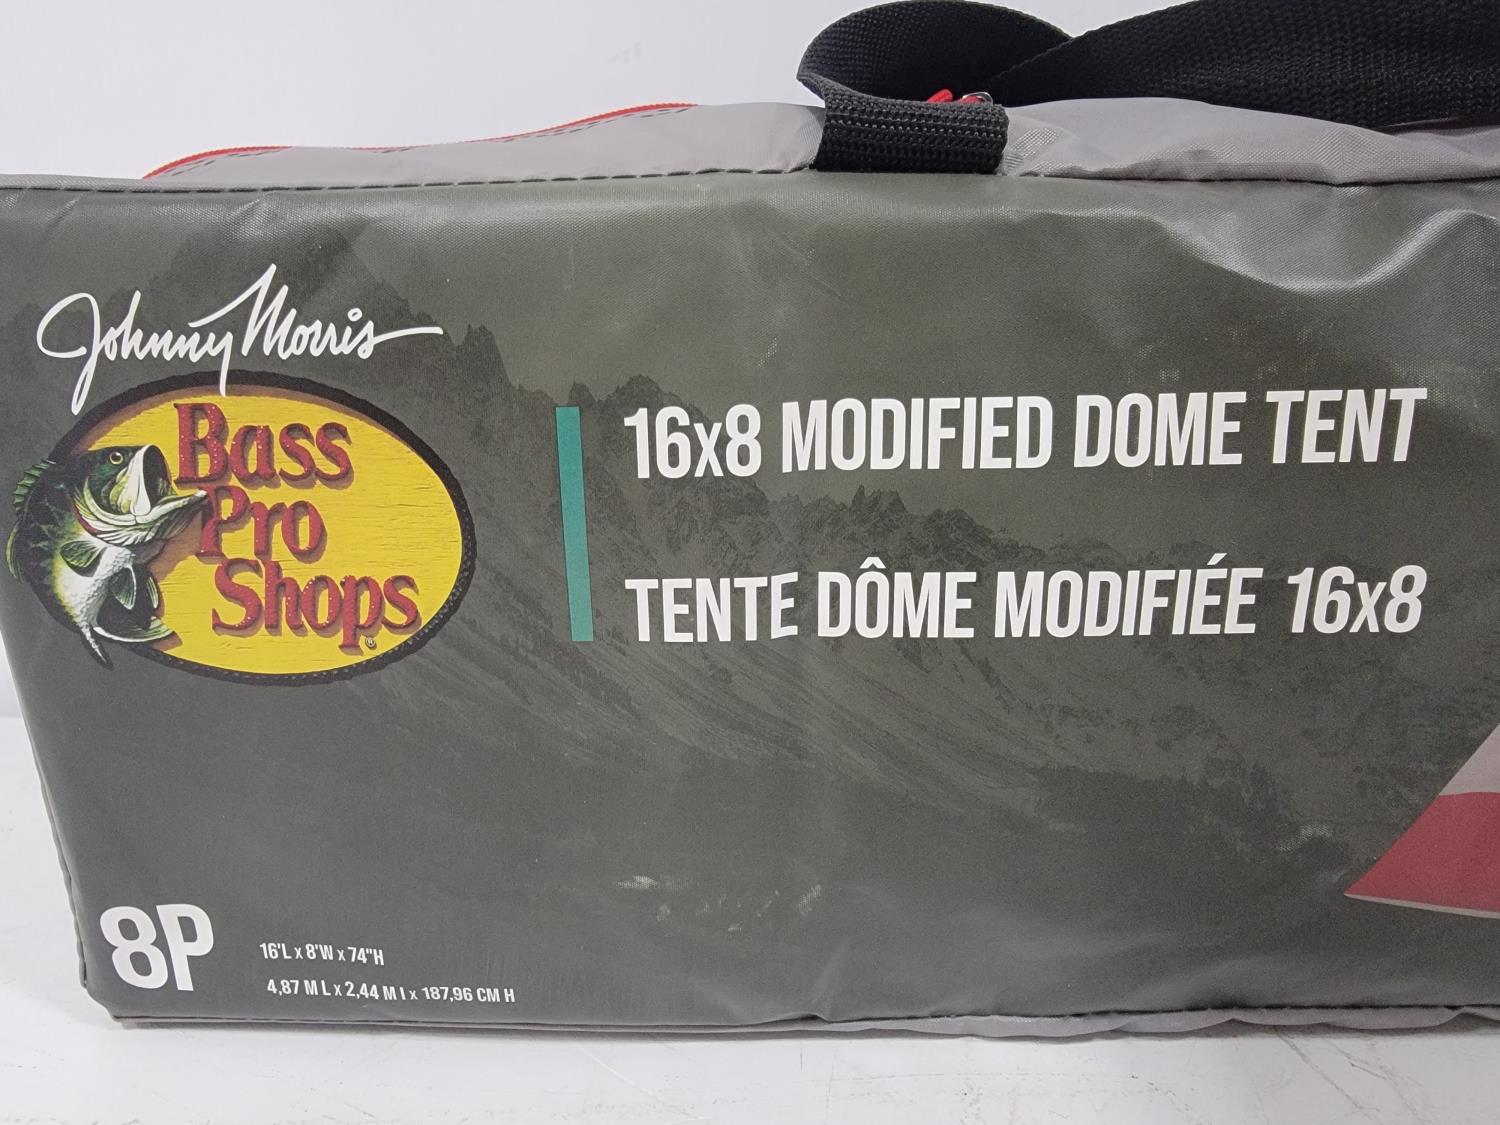 Johnny Morris
Bass
Pro
Shops®
16x8 MODIFIED DOME TENT
TENTE DÔME MODIFIÉE 16x8
8P
16'L x 8'W x 74"H
4,87 M L x 2,44 M l x 187,96 CM H